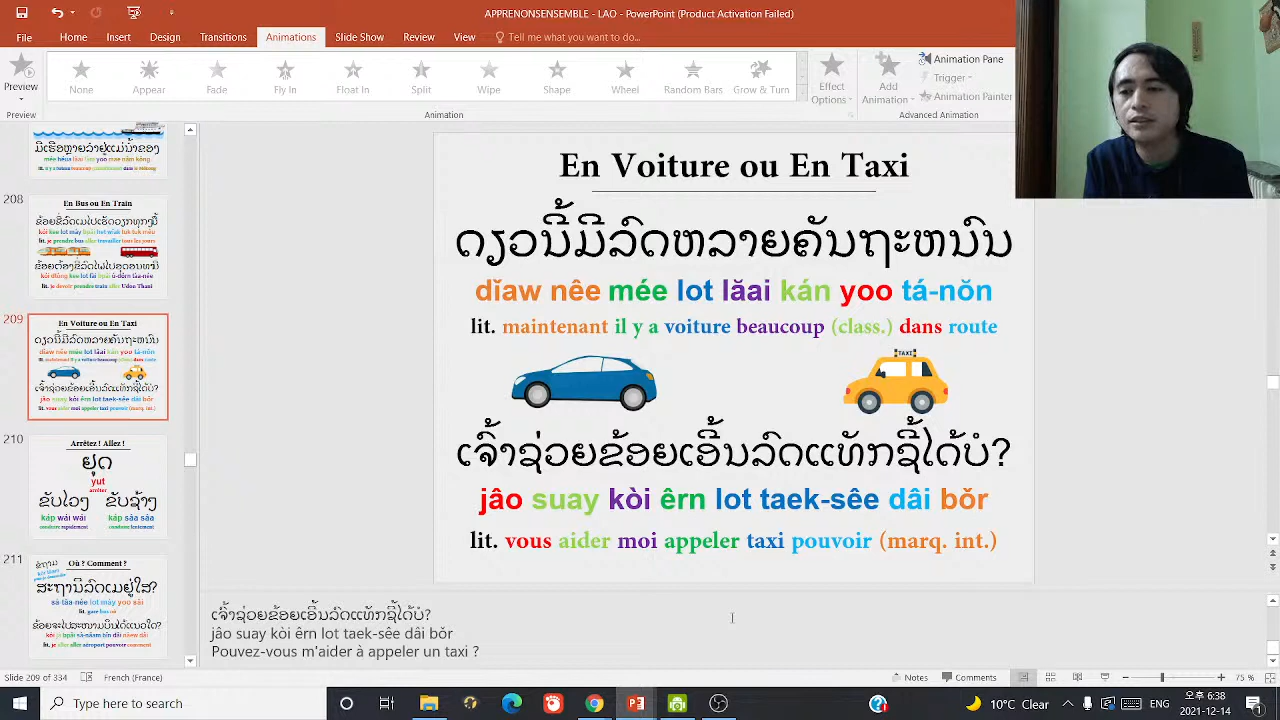 APONNSENSEMBLE - LAO - PowerPoint (Product Activation Failed)
File Home Insert Design Transitions Animations Slide Show Review View Tell me what you want to do...
Preview
None Appear Fade Fly In Float In Split Wipe Shape Wheel Random Bars Grow & Turn
Effect Options
Add Animation
Animation Pane
Trigger
Animation Painter
Preview Animation Advanced Animation
208
En Bus ou En Train
209
En Voiture ou En Taxi
210
Arrêtez ! Allez !
ຢຸດ
yut
arrêter
211
Où ? Comment ?
En Voiture ou En Taxi
ດຽວນີ້ມີລົດຫລາຍຄັນຖະຫນົນ
dĭaw nêe mée lot lăai kán yoo tá-nŏn
lit. maintenant il y a voiture beaucoup (class.) dans route
TAXI
ເຈົ້າຊ່ວຍຂ້ອຍເອີ້ນລົດແທັກຊີ້ໄດ້ບໍ?
jâo suay kòi êrn lot taek-sêe dâi bŏr
lit. vous aider moi appeler taxi pouvoir (marq. int.)
ເຈົ້າຊ່ວຍຂ້ອຍເອີ້ນລົດແທັກຊີ້ໄດ້ບໍ?
jâo suay kòi êrn lot taek-sêe dâi bŏr
Pouvez-vous m'aider à appeler un taxi ?
Slide 209 of 334 French (France) Notes Comments 75 %
Type here to search
10°C Clear
오후 6:38
2021-12-14